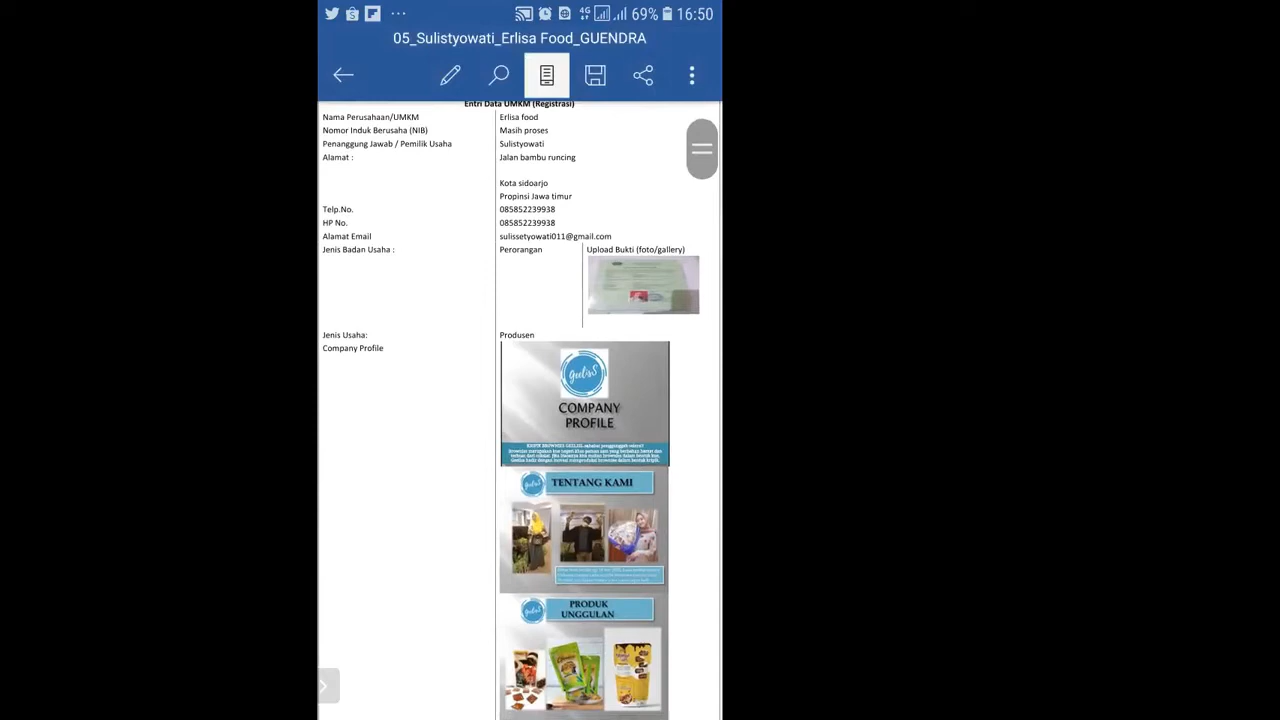 69% 16:50
05_Sulistyowati_Erlisa Food_GUENDRA
Entri Data UMKM (Registrasi)
Nama Perusahaan/UMKM Erlisa food
Nomor Induk Berusaha (NIB) Masih proses
Penanggung Jawab / Pemilik Usaha Sulistyowati
Alamat : Jalan bambu runcing
Kota sidoarjo
Propinsi Jawa timur
Telp.No. 085852239938
HP No. 085852239938
Alamat Email sulissetyowati011@gmail.com
Jenis Badan Usaha : Perorangan Upload Bukti (foto/gallery)
Jenis Usaha: Produsen
Company Profile
GeelisS
COMPANY
PROFILE
TENTANG KAMI
PRODUK
UNGGULAN